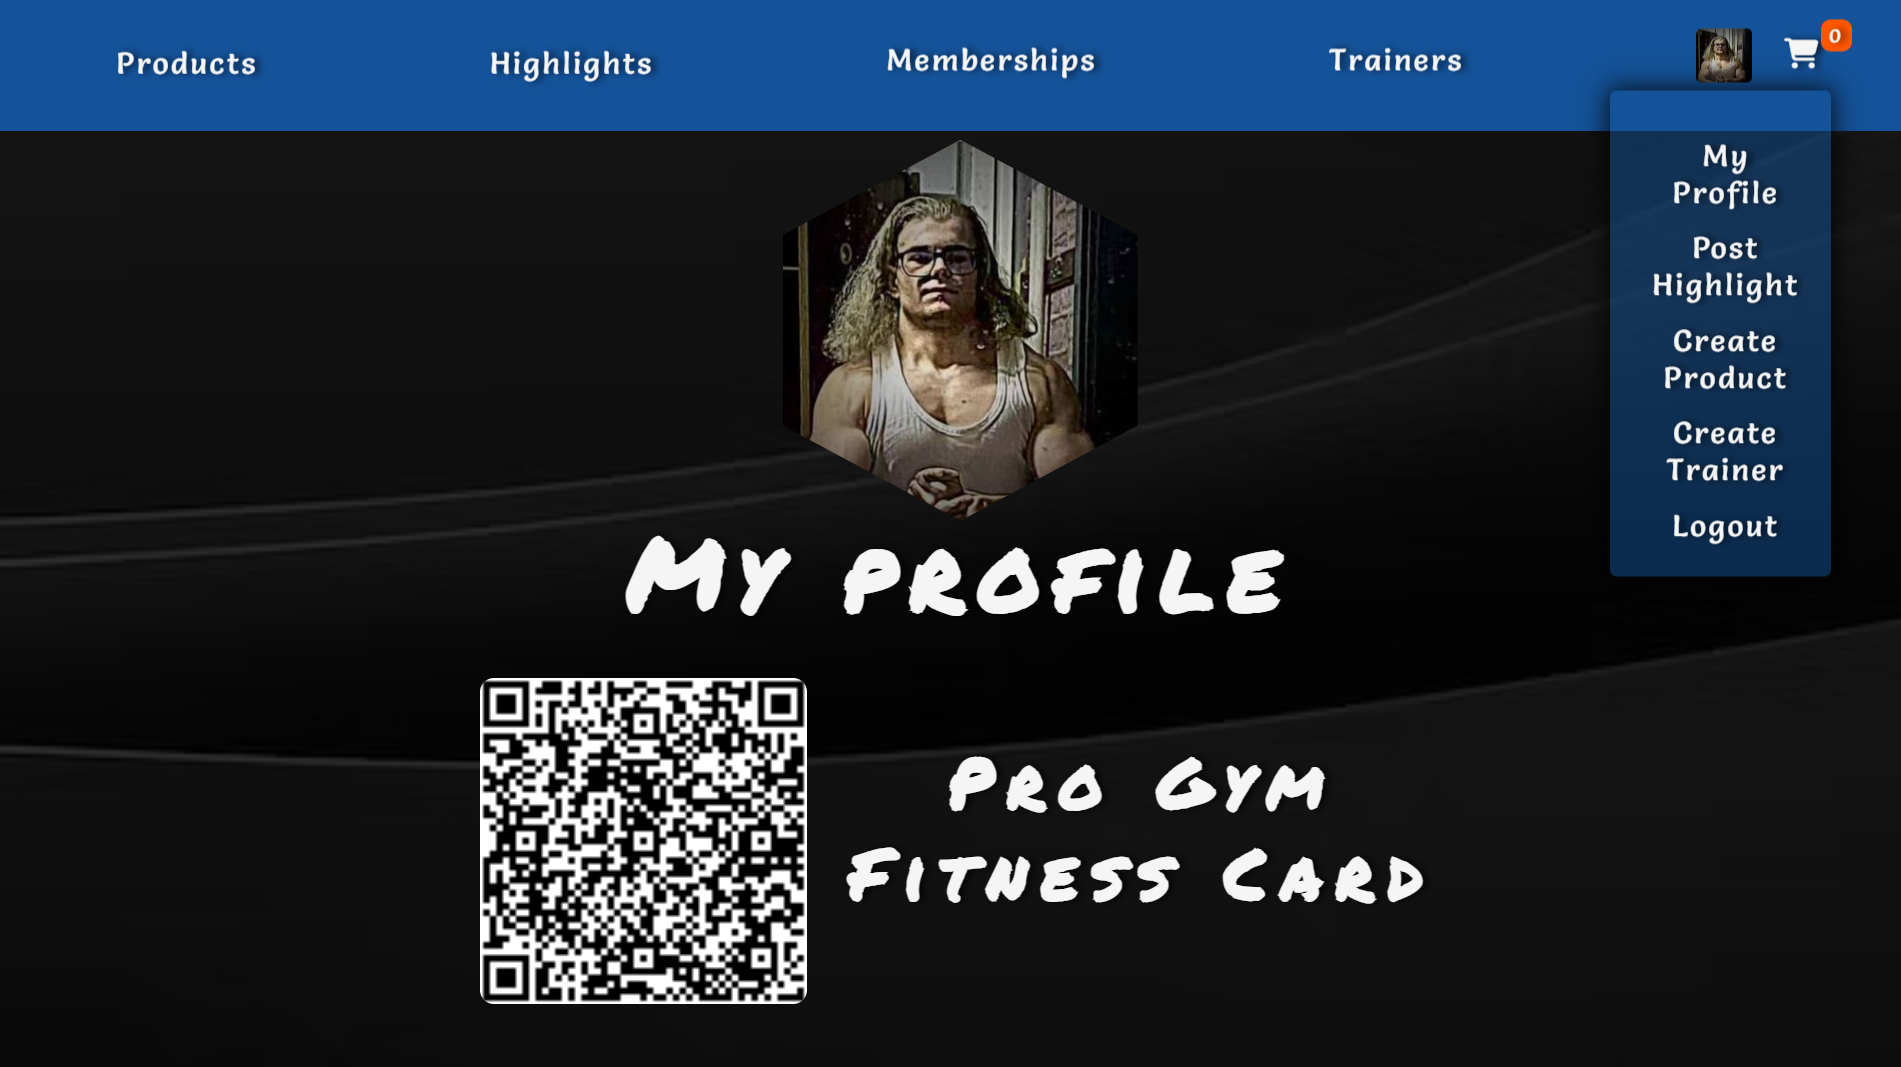 Products
Highlights
Memberships
Trainers
0
My
Profile
Post
Highlight
Create
Product
Create
Trainer
Logout
My profile
Pro Gym
Fitness Card